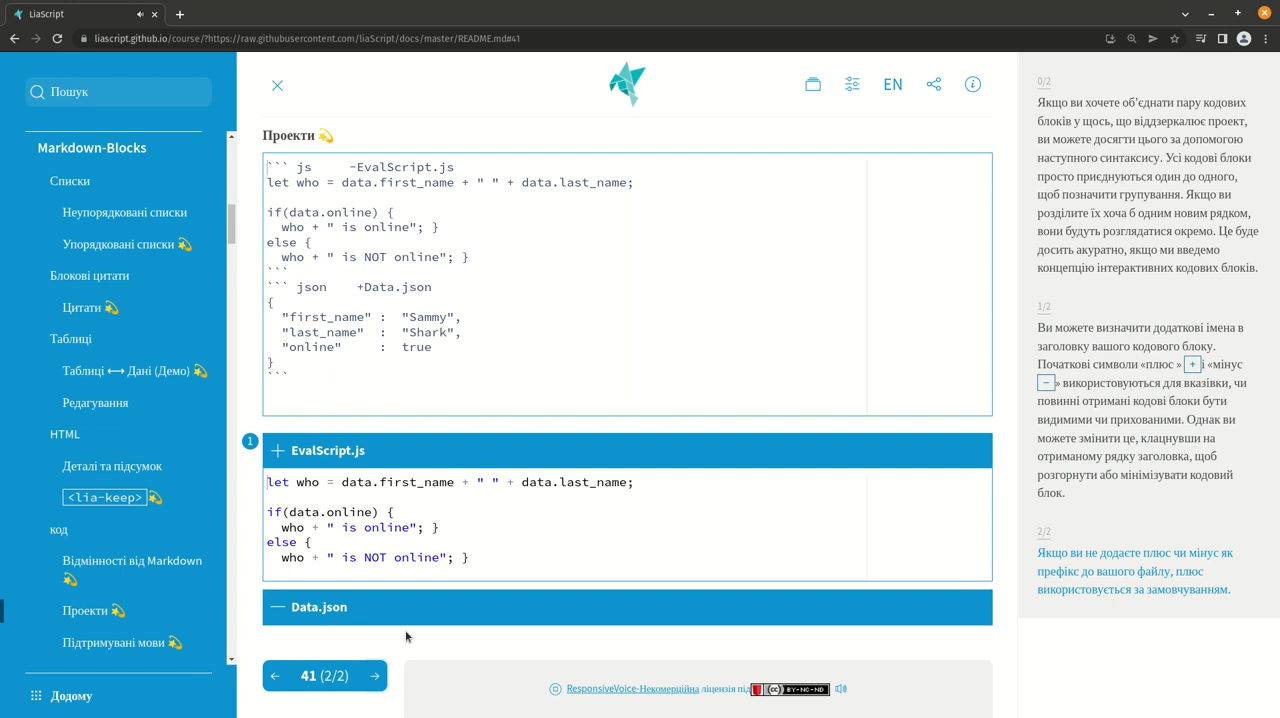 LiaScript
liascript.github.io/course/?https://raw.githubusercontent.com/liaScript/docs/master/README.md#41
Пошук
Markdown-Blocks
Списки
Неупорядковані списки
Упорядковані списки 💫
Блокові цитати
Цитати 💫
Таблиці
Таблиці ⟷ Дані (Демо) 💫
Редагування
HTML
Деталі та підсумок
<lia-keep> 💫
код
Відмінності від Markdown
💫
Проекти 💫
Підтримувані мови 💫
Додому
EN
Проекти 💫
``` js     -EvalScript.js
let who = data.first_name + " " + data.last_name;
if(data.online) {
  who + " is online"; }
else {
  who + " is NOT online"; }
```
``` json    +Data.json
{
  "first_name" :  "Sammy",
  "last_name"  :  "Shark",
  "online"     :  true
}
```
1
EvalScript.js
let who = data.first_name + " " + data.last_name;
if(data.online) {
  who + " is online"; }
else {
  who + " is NOT online"; }
Data.json
← 41 (2/2) →
ResponsiveVoice-Некомерційна ліцензія під
(cc) BY-NC-ND
0/2
Якщо ви хочете об’єднати пару кодових
блоків у щось, що віддзеркалює проект,
ви можете досягти цього за допомогою
наступного синтаксису. Усі кодові блоки
просто приєднуються один до одного,
щоб позначити групування. Якщо ви
розділите їх хоча б одним новим рядком,
вони будуть розглядатися окремо. Це буде
досить акуратно, якщо ми введемо
концепцію інтерактивних кодових блоків.
1/2
Ви можете визначити додаткові імена в
заголовку вашого кодового блоку.
Початкові символи «плюс » + і «мінус
− » використовуються для вказівки, чи
повинні отримані кодові блоки бути
видимими чи прихованими. Однак ви
можете змінити це, клацнувши на
отриманому рядку заголовка, щоб
розгорнути або мінімізувати кодовий
блок.
2/2
Якщо ви не додаєте плюс чи мінус як
префікс до вашого файлу, плюс
використовується за замовчуванням.